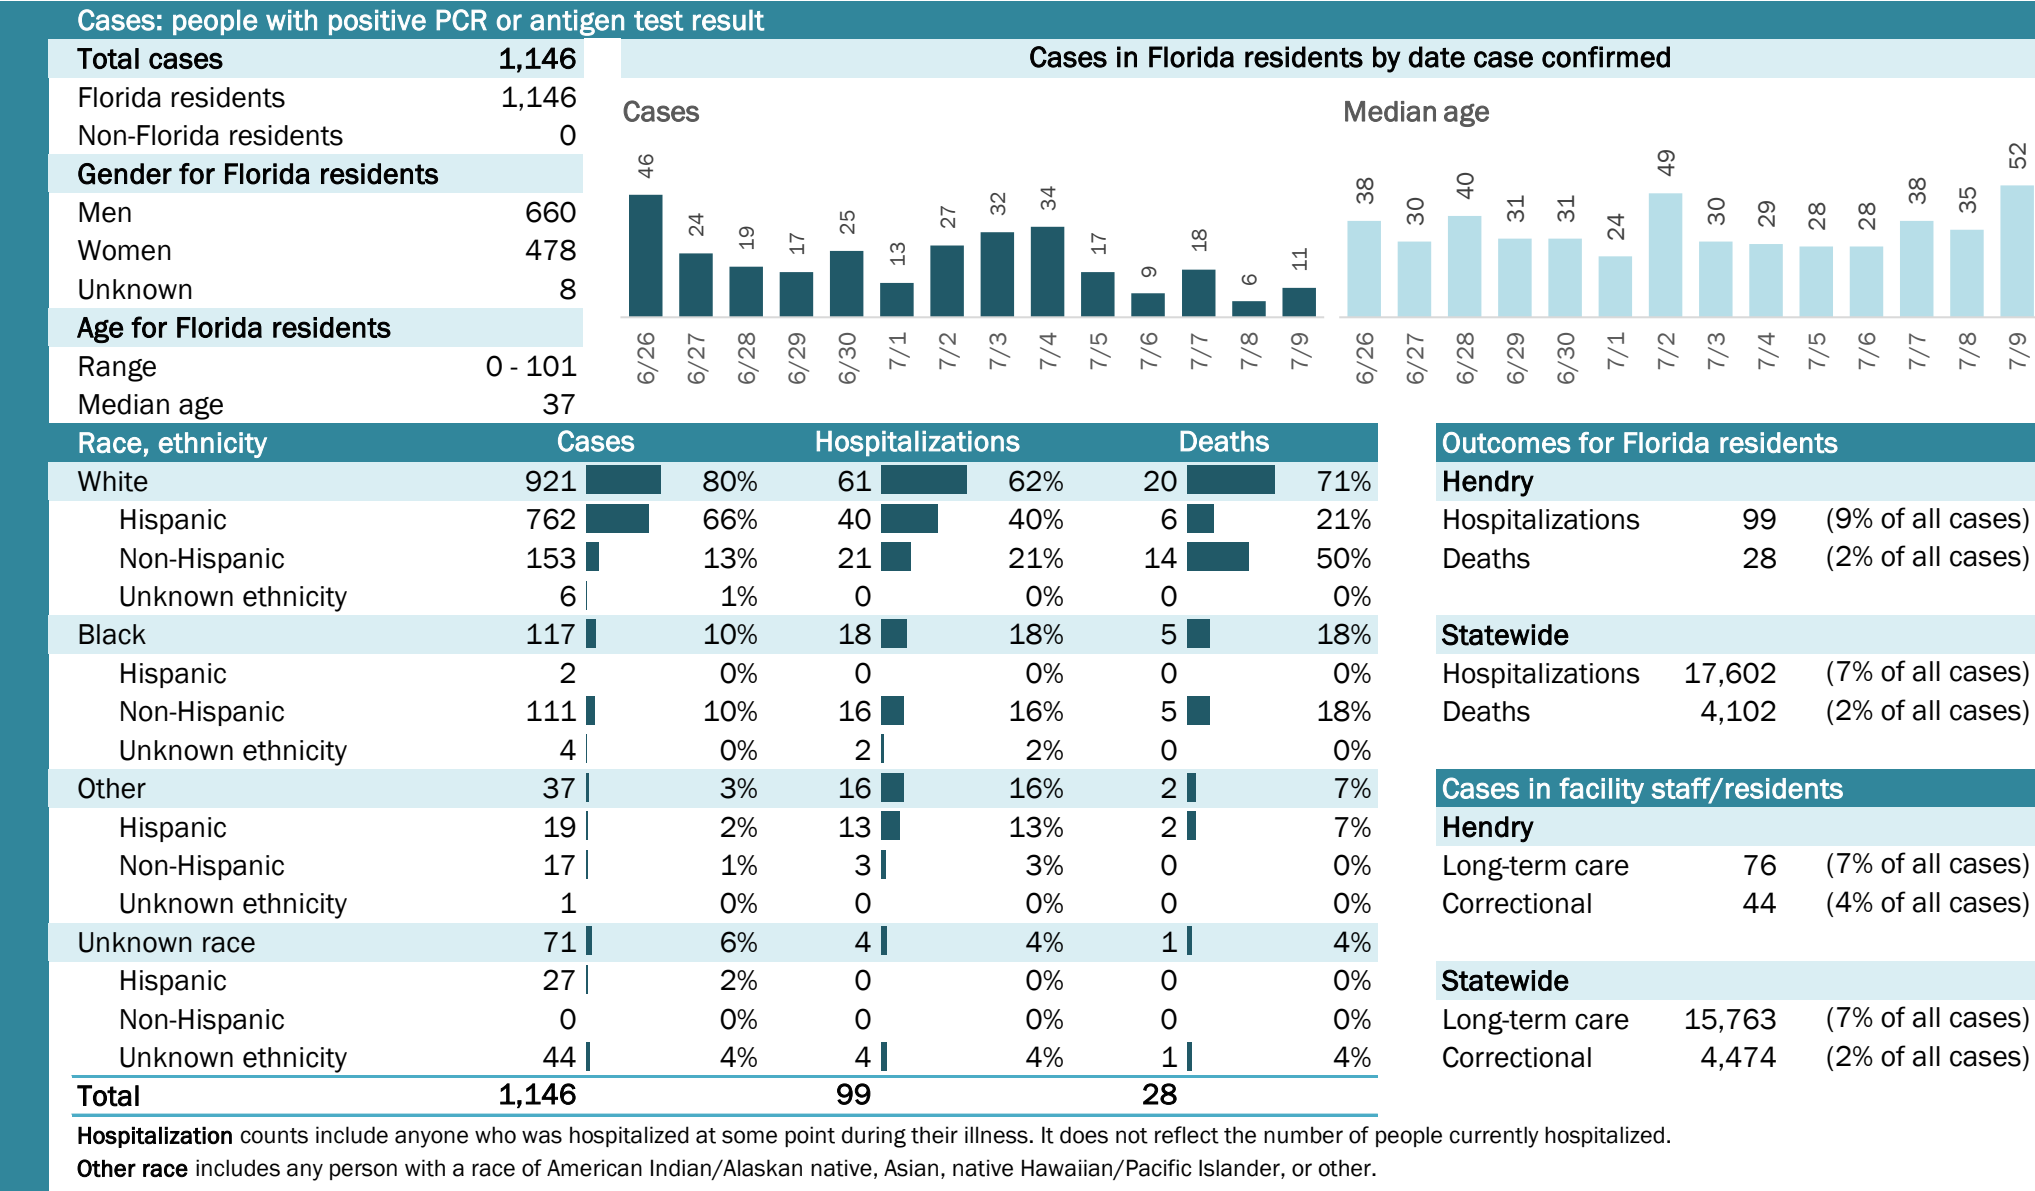 Cases: people with positive PCR or antigen test result
Total cases 1,146
Florida residents 1,146
Non-Florida residents 0
Gender for Florida residents
Men 660
Women 478
Unknown 8
Age for Florida residents
Range 0 - 101
Median age 37
Cases in Florida residents by date case confirmed
Cases
46 24 19 17 25 13 27 32 34 17 9 18 6 11
6/26 6/27 6/28 6/29 6/30 7/1 7/2 7/3 7/4 7/5 7/6 7/7 7/8 7/9
Median age
38 30 40 31 31 24 49 30 29 28 28 38 35 52
6/26 6/27 6/28 6/29 6/30 7/1 7/2 7/3 7/4 7/5 7/6 7/7 7/8 7/9
Race, ethnicity Cases Hospitalizations Deaths
White 921 80% 61 62% 20 71%
Hispanic 762 66% 40 40% 6 21%
Non-Hispanic 153 13% 21 21% 14 50%
Unknown ethnicity 6 1% 0 0% 0 0%
Black 117 10% 18 18% 5 18%
Hispanic 2 0% 0 0% 0 0%
Non-Hispanic 111 10% 16 16% 5 18%
Unknown ethnicity 4 0% 2 2% 0 0%
Other 37 3% 16 16% 2 7%
Hispanic 19 2% 13 13% 2 7%
Non-Hispanic 17 1% 3 3% 0 0%
Unknown ethnicity 1 0% 0 0% 0 0%
Unknown race 71 6% 4 4% 1 4%
Hispanic 27 2% 0 0% 0 0%
Non-Hispanic 0 0% 0 0% 0 0%
Unknown ethnicity 44 4% 4 4% 1 4%
Total 1,146 99 28
Outcomes for Florida residents
Hendry
Hospitalizations 99 (9% of all cases)
Deaths 28 (2% of all cases)
Statewide
Hospitalizations 17,602 (7% of all cases)
Deaths 4,102 (2% of all cases)
Cases in facility staff/residents
Hendry
Long-term care 76 (7% of all cases)
Correctional 44 (4% of all cases)
Statewide
Long-term care 15,763 (7% of all cases)
Correctional 4,474 (2% of all cases)
Hospitalization counts include anyone who was hospitalized at some point during their illness. It does not reflect the number of people currently hospitalized.
Other race includes any person with a race of American Indian/Alaskan native, Asian, native Hawaiian/Pacific Islander, or other.